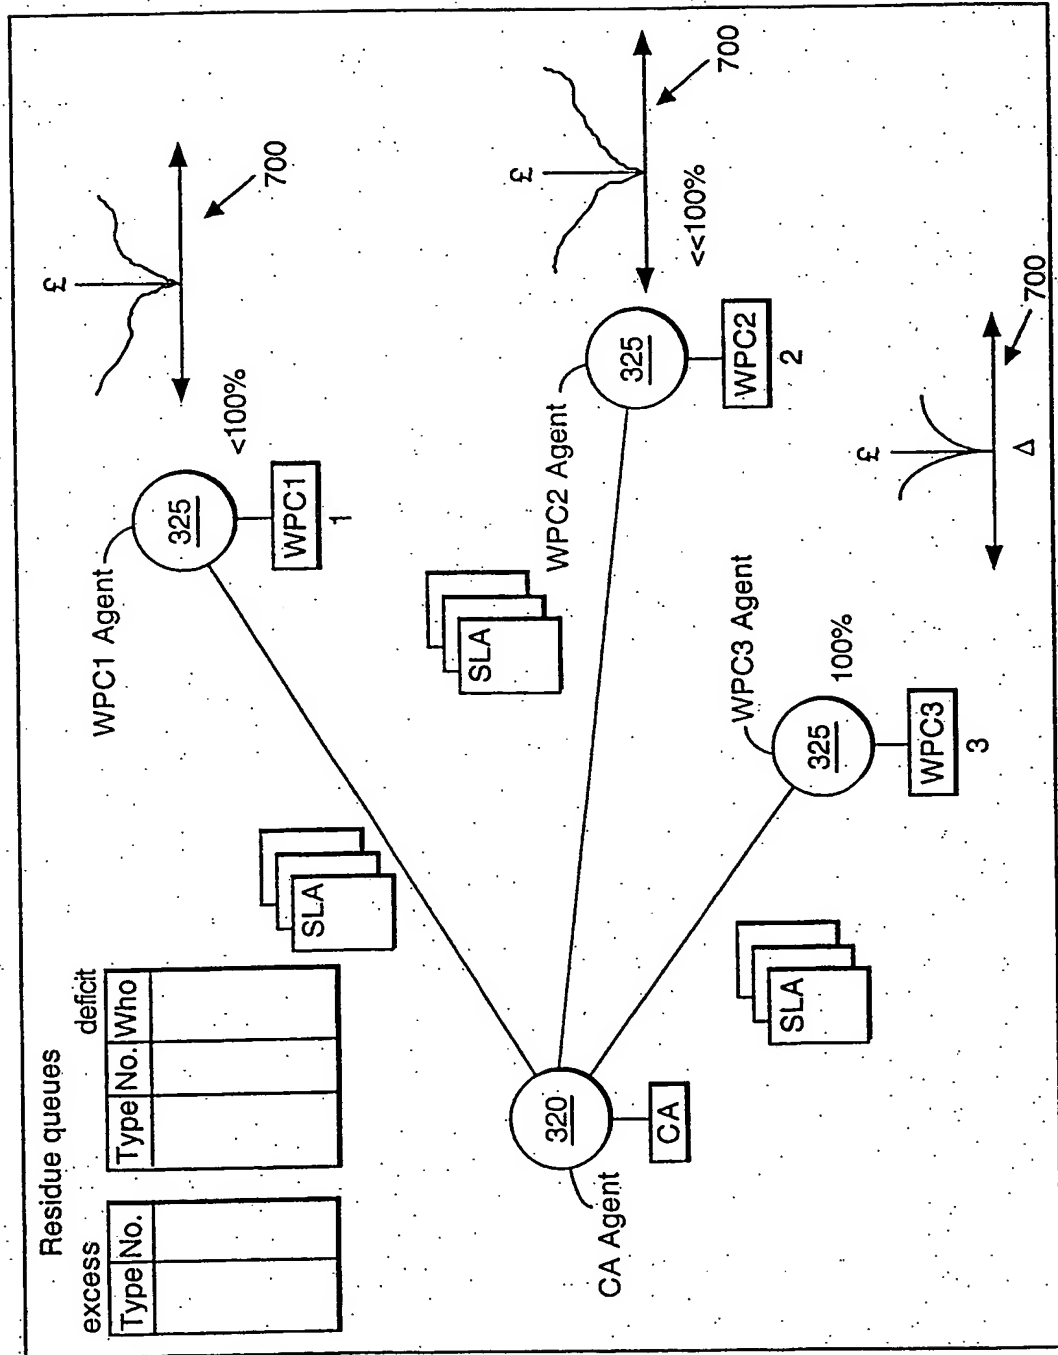 Residue queues
excess
deficit
Type No.
Type No. Who
SLA
SLA
SLA
CA Agent
320
CA
WPC1 Agent
325
WPC1
1
<100%
£
700
WPC2 Agent
325
WPC2
2
<<100%
£
700
WPC3 Agent
325
WPC3
3
100%
£
Δ
700